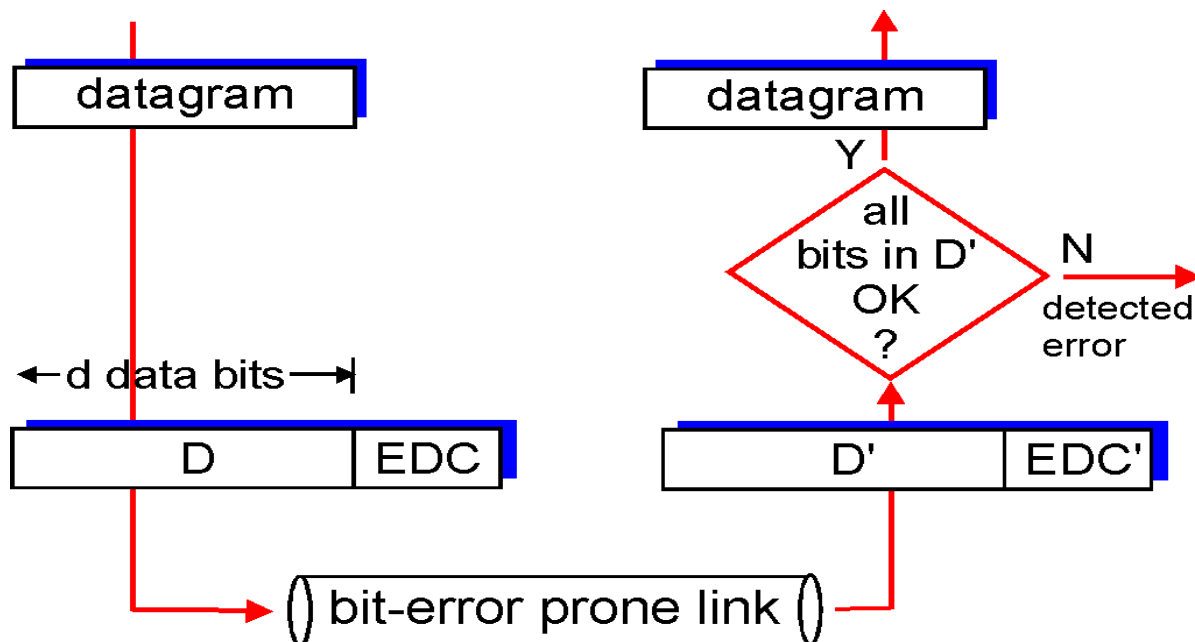 datagram
d data bits
D
EDC
bit-error prone link
datagram
Y
all
bits in D'
OK
?
N
detected
error
D'
EDC'